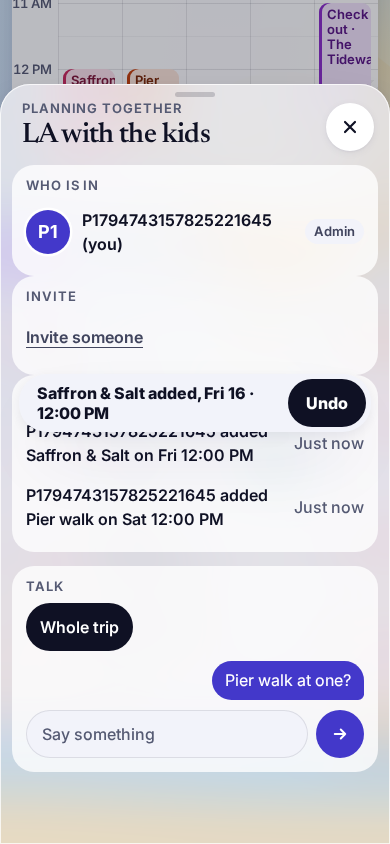 11 AM
Check
out ·
The
Tidewa
12 PM
Saffron
Pier
PLANNING TOGETHER
LA with the kids
WHO IS IN
P1
P1794743157825221645
(you)
Admin
INVITE
Invite someone
Saffron & Salt added, Fri 16 ·
12:00 PM
Undo
P1794743157825221645 added
Saffron & Salt on Fri 12:00 PM
Just now
P1794743157825221645 added
Pier walk on Sat 12:00 PM
Just now
TALK
Whole trip
Pier walk at one?
Say something